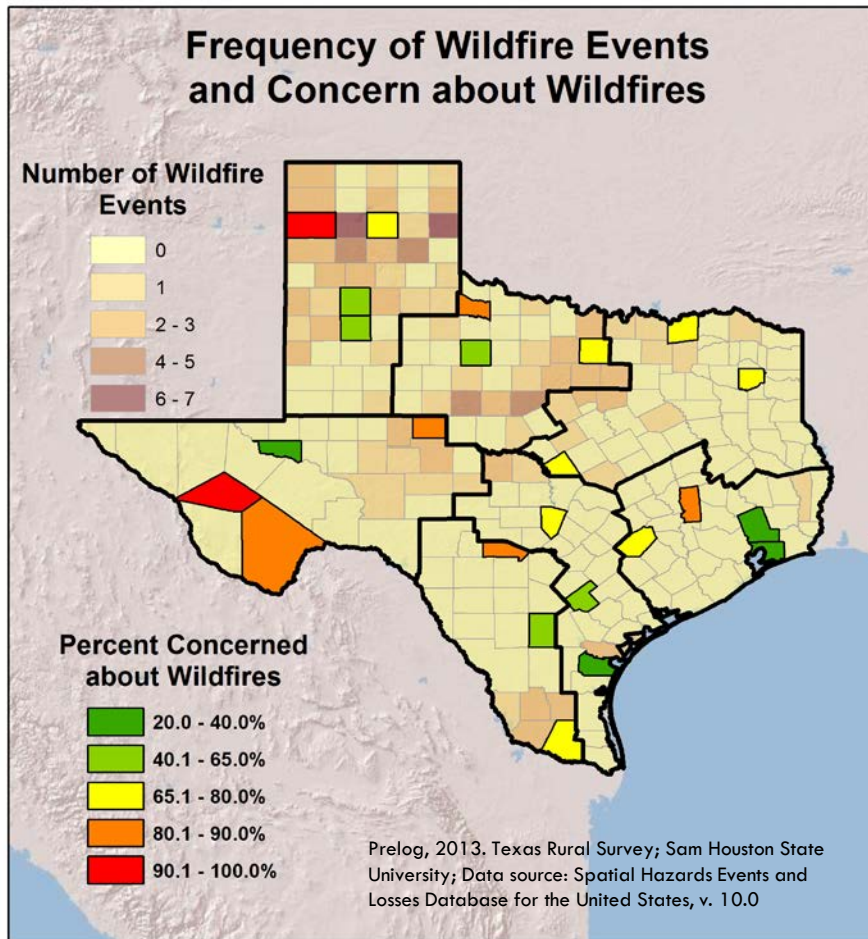 Frequency of Wildfire Events
and Concern about Wildfires
Number of Wildfire
Events
0
1
2 - 3
4 - 5
6 - 7
Percent Concerned
about Wildfires
20.0 - 40.0%
40.1 - 65.0%
65.1 - 80.0%
80.1 - 90.0%
90.1 - 100.0%
Prelog, 2013. Texas Rural Survey; Sam Houston State
University; Data source: Spatial Hazards Events and
Losses Database for the United States, v. 10.0